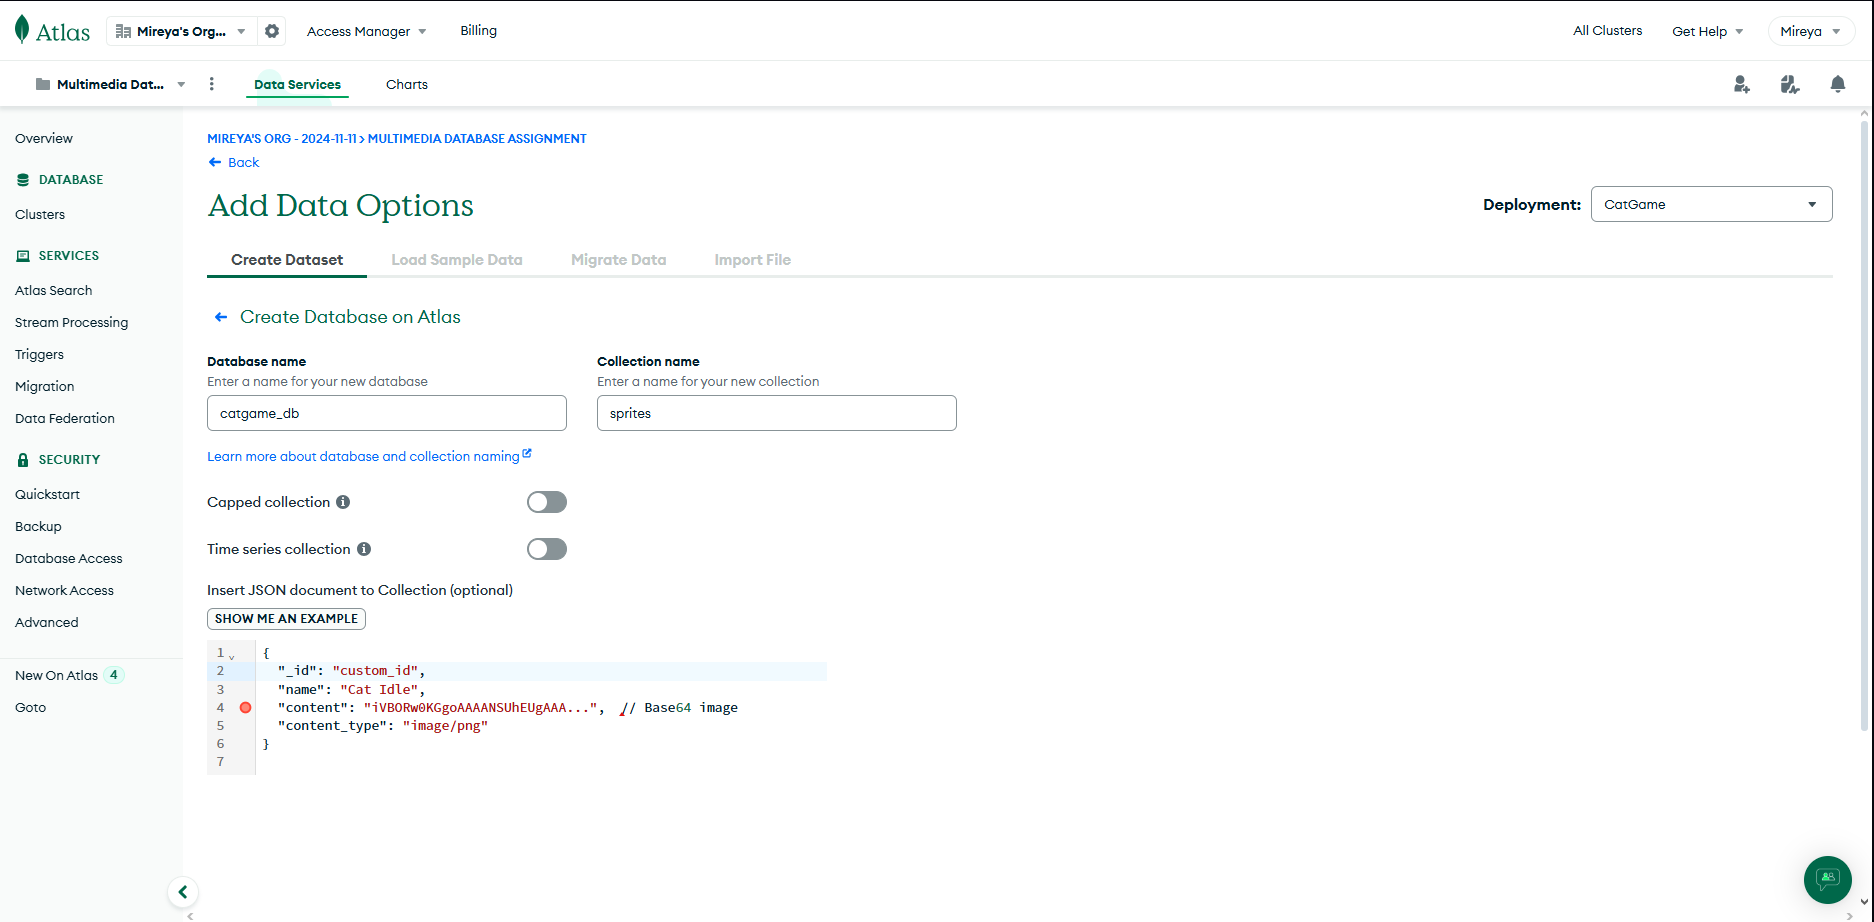 Atlas
Mireya's Org...
Access Manager
Billing
All Clusters
Get Help
Mireya
Multimedia Dat...
Data Services
Charts
Overview
DATABASE
Clusters
SERVICES
Atlas Search
Stream Processing
Triggers
Migration
Data Federation
SECURITY
Quickstart
Backup
Database Access
Network Access
Advanced
New On Atlas 4
Goto
MIREYA'S ORG - 2024-11-11 > MULTIMEDIA DATABASE ASSIGNMENT
Back
Add Data Options
Deployment: CatGame
Create Dataset
Load Sample Data
Migrate Data
Import File
Create Database on Atlas
Database name
Enter a name for your new database
catgame_db
Collection name
Enter a name for your new collection
sprites
Learn more about database and collection naming
Capped collection
Time series collection
Insert JSON document to Collection (optional)
SHOW ME AN EXAMPLE
1 {
2 "_id": "custom_id",
3 "name": "Cat Idle",
4 "content": "iVBORw0KGgoAAAANSUhEUgAAA...", // Base64 image
5 "content_type": "image/png"
6 }
7